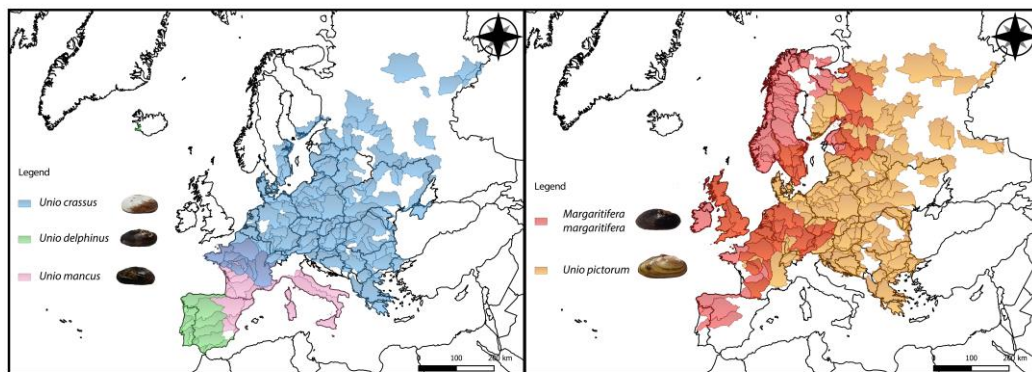 Legend
Unio crassus
Unio delphinus
Unio mancus
100
200 km
Legend
Margaritifera
margaritifera
Unio pictorum
100
200 km